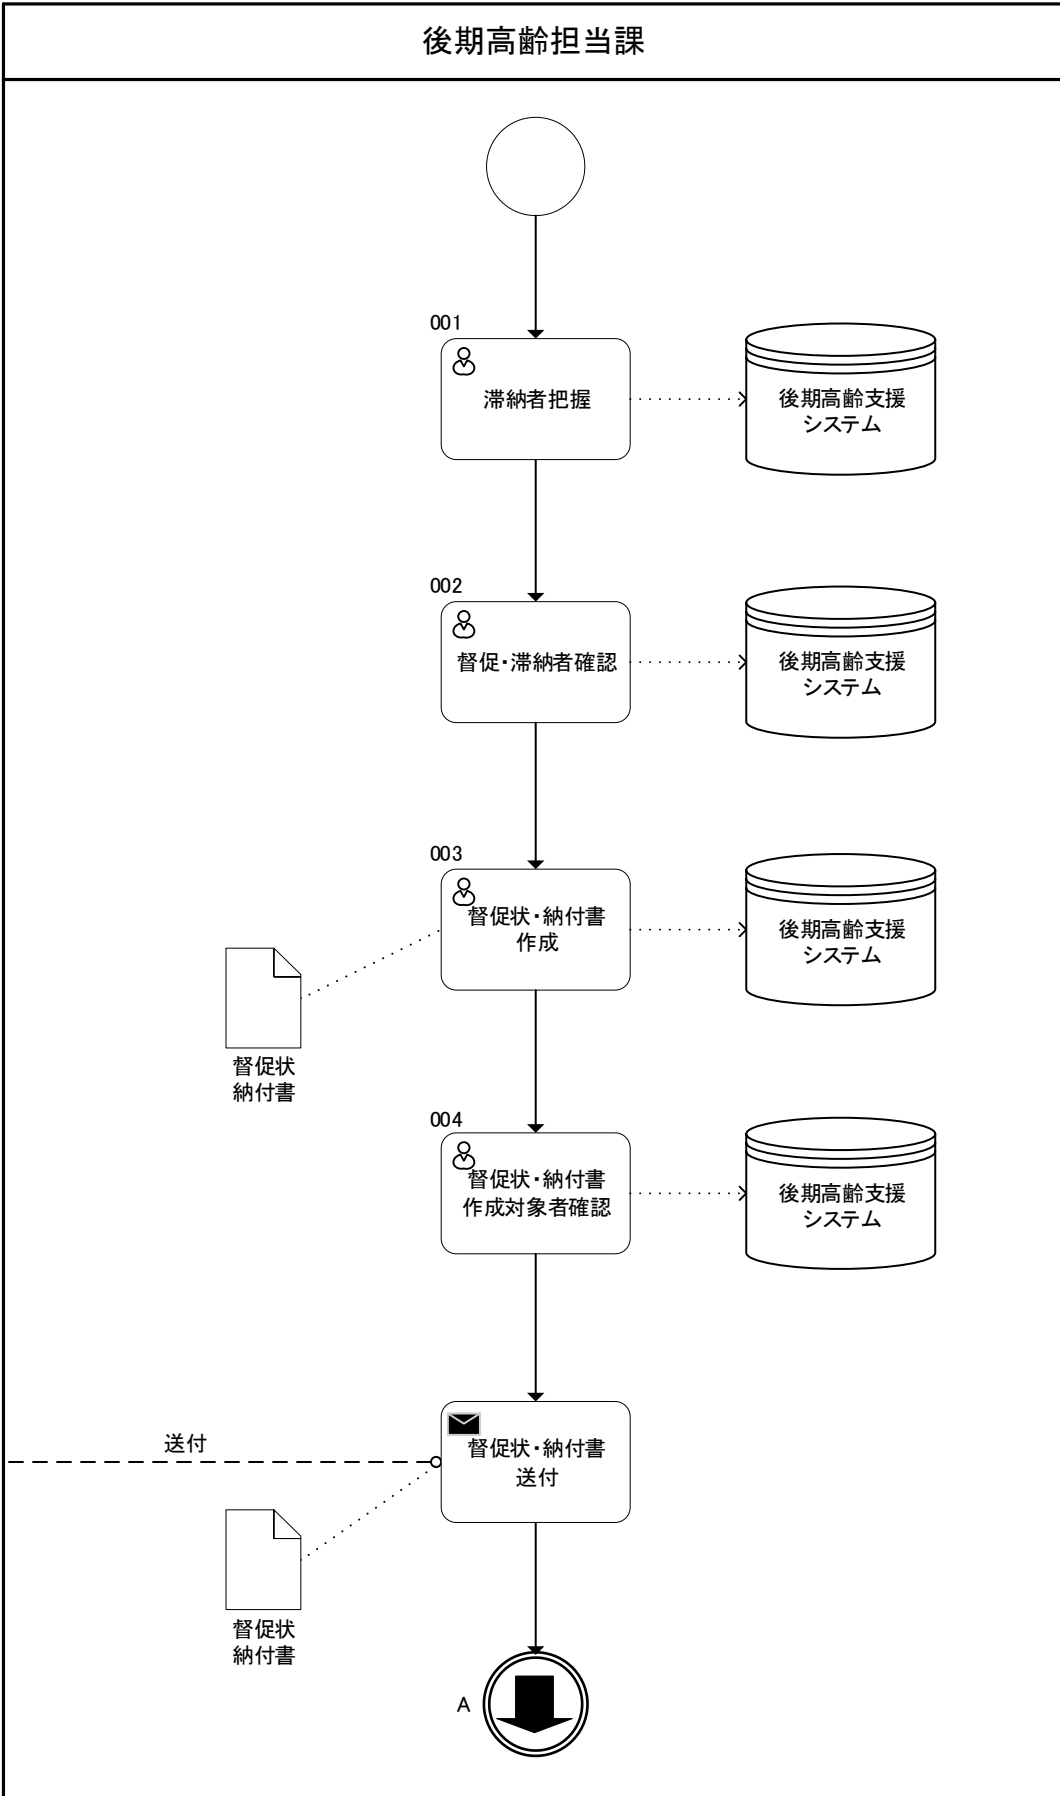 後期高齢担当課
001
滞納者把握
後期高齢支援
システム
002
督促・滞納者確認
後期高齢支援
システム
003
督促状・納付書
作成
後期高齢支援
システム
督促状
納付書
004
督促状・納付書
作成対象者確認
後期高齢支援
システム
送付
督促状・納付書
送付
督促状
納付書
A